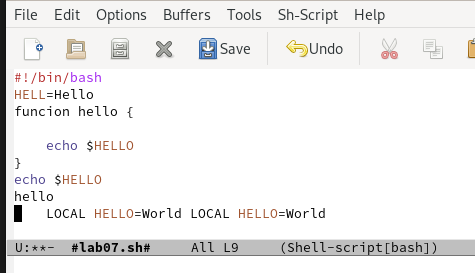 File Edit Options Buffers Tools Sh-Script Help
Save Undo
#!/bin/bash
HELL=Hello
funcion hello {
echo $HELLO
}
echo $HELLO
hello
LOCAL HELLO=World LOCAL HELLO=World
U:**- #lab07.sh# All L9 (Shell-script[bash])